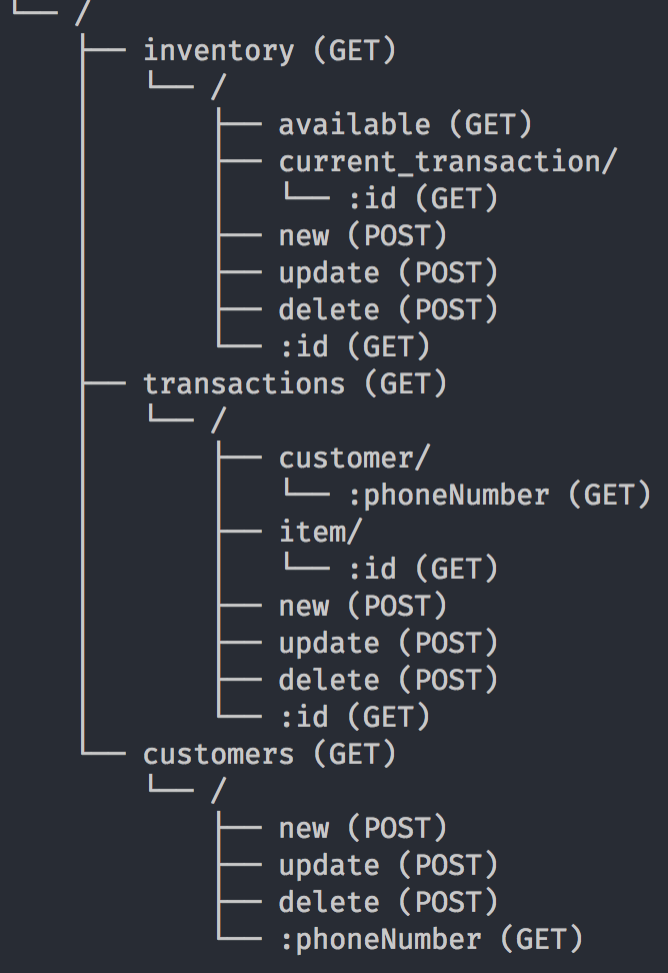 └── /
    ├── inventory (GET)
    │   └── /
    │       ├── available (GET)
    │       ├── current_transaction/
    │       │   └── :id (GET)
    │       ├── new (POST)
    │       ├── update (POST)
    │       ├── delete (POST)
    │       └── :id (GET)
    ├── transactions (GET)
    │   └── /
    │       ├── customer/
    │       │   └── :phoneNumber (GET)
    │       ├── item/
    │       │   └── :id (GET)
    │       ├── new (POST)
    │       ├── update (POST)
    │       ├── delete (POST)
    │       └── :id (GET)
    └── customers (GET)
        └── /
            ├── new (POST)
            ├── update (POST)
            ├── delete (POST)
            └── :phoneNumber (GET)